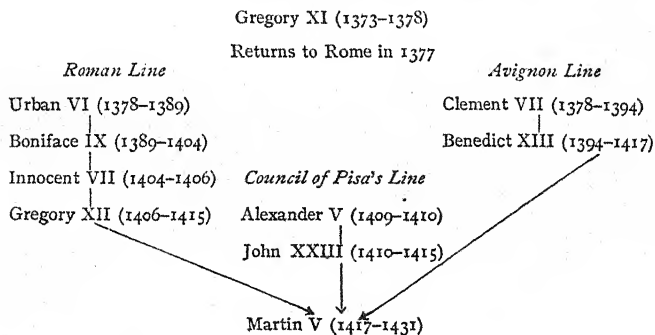 Gregory XI (1373–1378)
Returns to Rome in 1377
Roman Line
Avignon Line
Urban VI (1378–1389)
Clement VII (1378–1394)
Boniface IX (1389–1404)
Benedict XIII (1394–1417)
Innocent VII (1404–1406)
Council of Pisa's Line
Gregory XII (1406–1415)
Alexander V (1409–1410)
John XXIII (1410–1415)
Martin V (1417–1431)